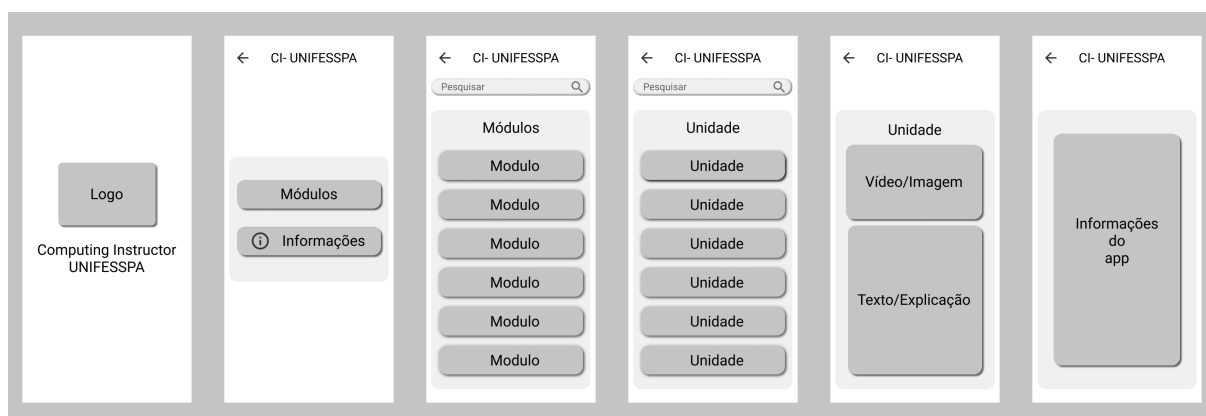 Logo
Computing Instructor
UNIFESSPA
CI- UNIFESSPA
Módulos
Informações
CI- UNIFESSPA
Pesquisar
Módulos
Modulo
Modulo
Modulo
Modulo
Modulo
Modulo
CI- UNIFESSPA
Pesquisar
Unidade
Unidade
Unidade
Unidade
Unidade
Unidade
Unidade
CI- UNIFESSPA
Unidade
Vídeo/Imagem
Texto/Explicação
CI- UNIFESSPA
Informações
do
app